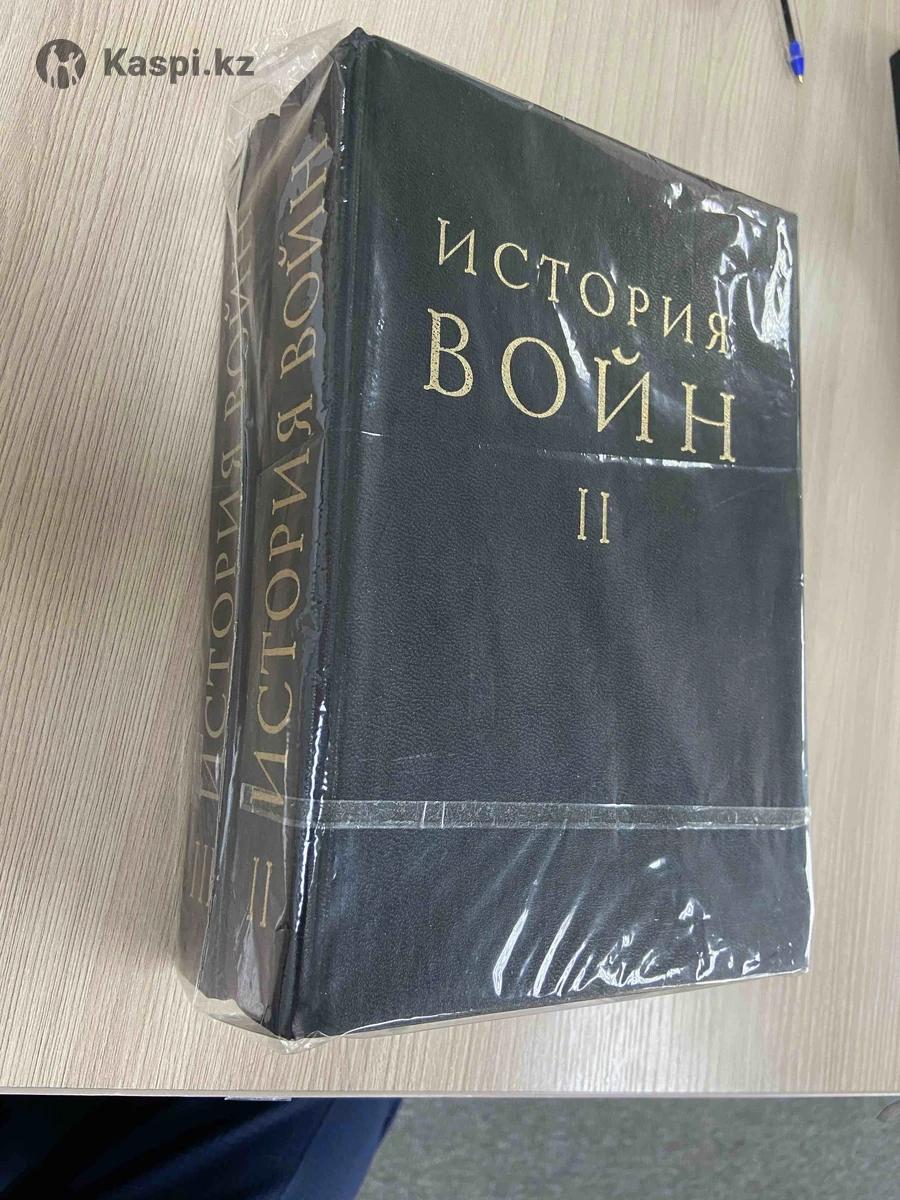 Kaspi.kz
ИСТОРИЯ
ВОЙН
II
II ИСТОРИЯ ВОЙН
III ИСТОРИЯ ВОЙН